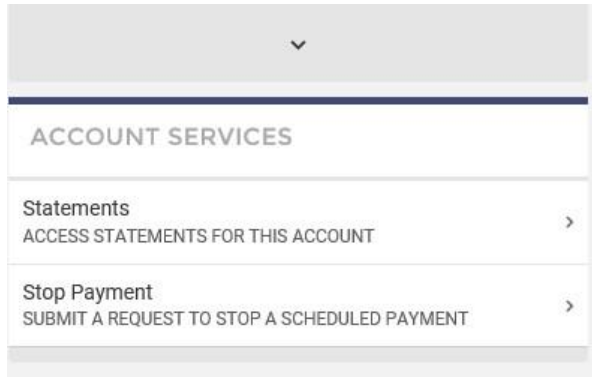 ACCOUNT SERVICES
Statements
ACCESS STATEMENTS FOR THIS ACCOUNT
Stop Payment
SUBMIT A REQUEST TO STOP A SCHEDULED PAYMENT